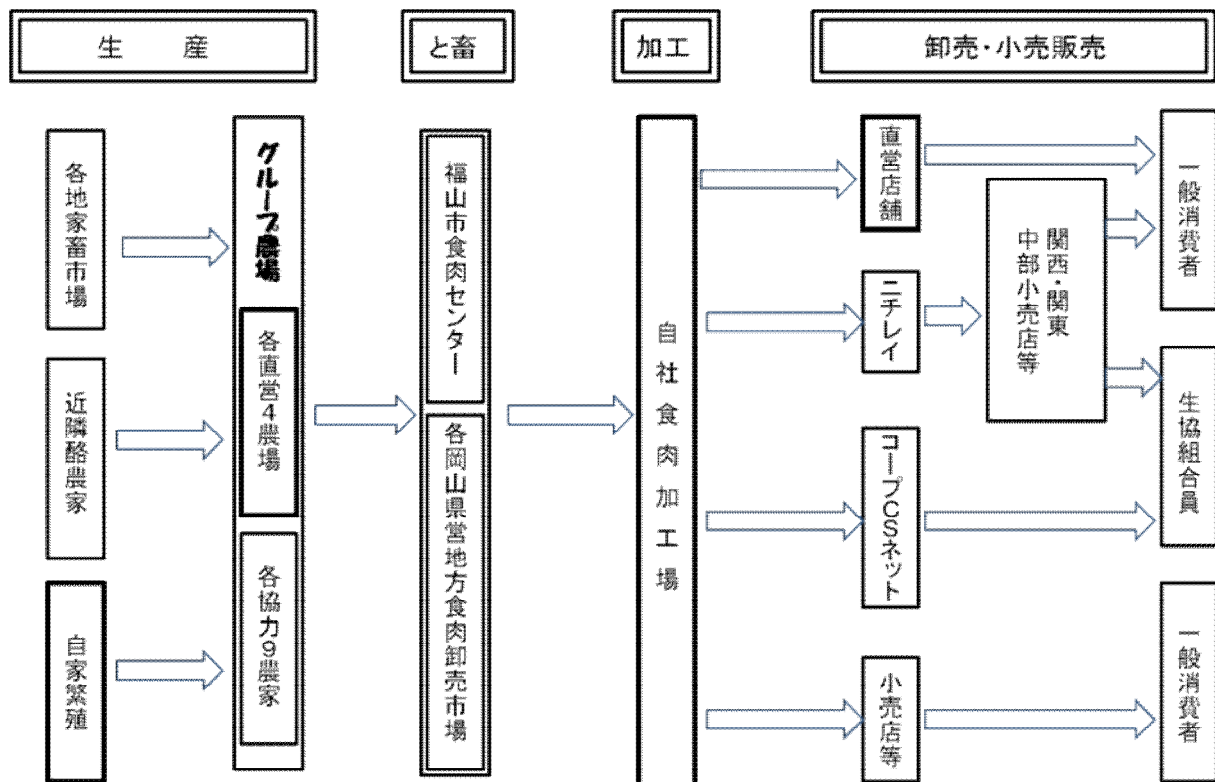 生産
と畜
加工
卸売・小売販売
各地家畜市場
近隣酪農家
自家繁殖
グループ農場
各直営4農場
各協力9農家
福山市食肉センター
各岡山県営地方食肉卸売市場
自社食肉加工場
直営店舗
ニチレイ
コープCSネット
小売店等
関西・関東
中部小売店等
一般消費者
生協組合員
一般消費者